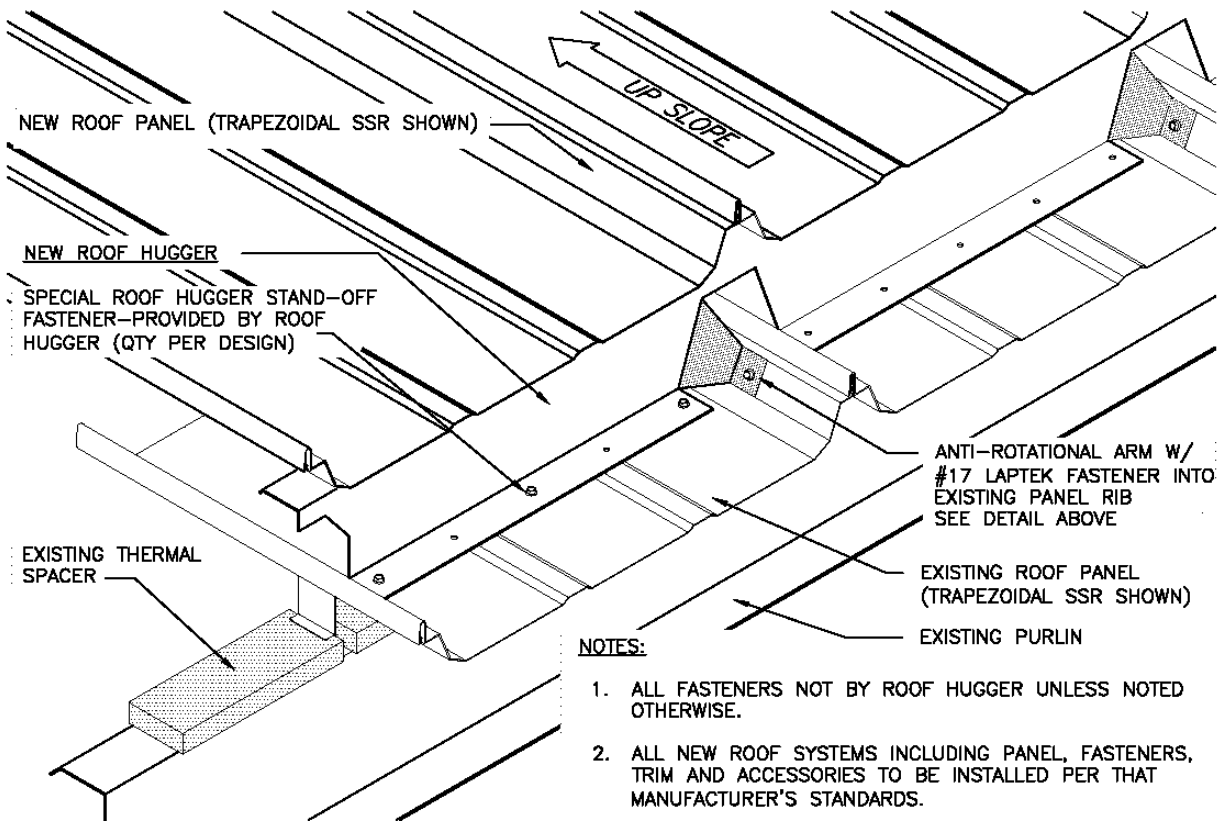 UP SLOPE
NEW ROOF PANEL (TRAPEZOIDAL SSR SHOWN)
NEW ROOF HUGGER
SPECIAL ROOF HUGGER STAND-OFF
FASTENER-PROVIDED BY ROOF
HUGGER (QTY PER DESIGN)
ANTI-ROTATIONAL ARM W/
#17 LAPTEK FASTENER INTO
EXISTING PANEL RIB
SEE DETAIL ABOVE
EXISTING THERMAL
SPACER
EXISTING ROOF PANEL
(TRAPEZOIDAL SSR SHOWN)
EXISTING PURLIN
NOTES:
1. ALL FASTENERS NOT BY ROOF HUGGER UNLESS NOTED
OTHERWISE.
2. ALL NEW ROOF SYSTEMS INCLUDING PANEL, FASTENERS,
TRIM AND ACCESSORIES TO BE INSTALLED PER THAT
MANUFACTURER'S STANDARDS.